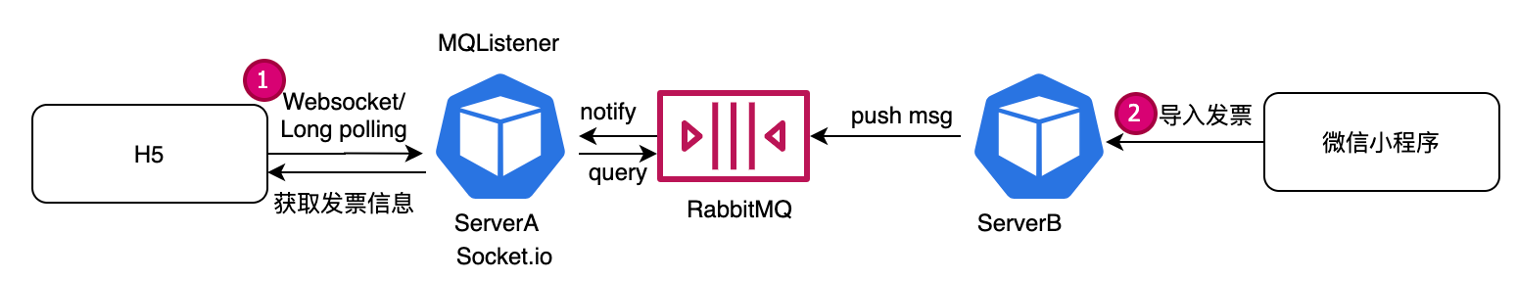 MQListener
1
Websocket/
Long polling
H5
获取发票信息
ServerA
Socket.io
notify
query
RabbitMQ
push msg
ServerB
2
导入发票
微信小程序